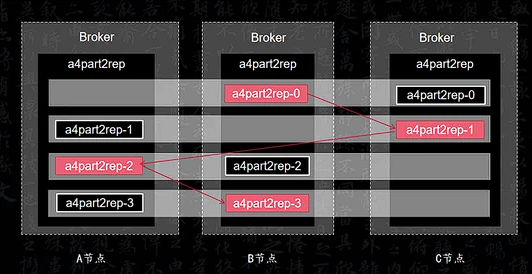 Broker Broker Broker
a4part2rep a4part2rep a4part2rep
a4part2rep-0 a4part2rep-0
a4part2rep-1 a4part2rep-1
a4part2rep-2 a4part2rep-2
a4part2rep-3 a4part2rep-3
A节点 B节点 C节点